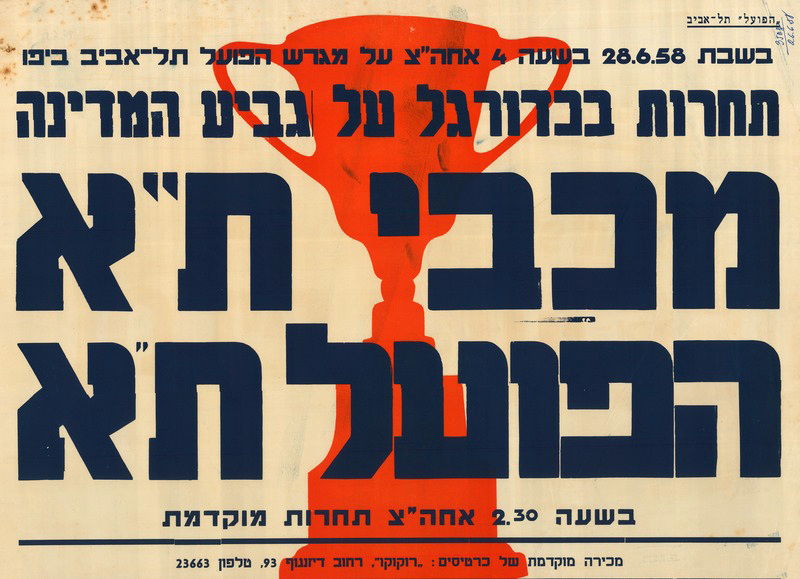 „הפועל" תל־אביב
בשבת 28.6.58 בשעה 4 אחה"צ על מגרש הפועל תל־אביב ביפו
תחרות בכדורגל על גביע המדינה
מכבי ת"א
הפועל ת"א
בשעה 2.30 אחה"צ תחרות מוקדמת
מכירה מוקדמת של כרטיסים: „רוקוקו", רחוב דיזנגוף 93, טלפון 23663